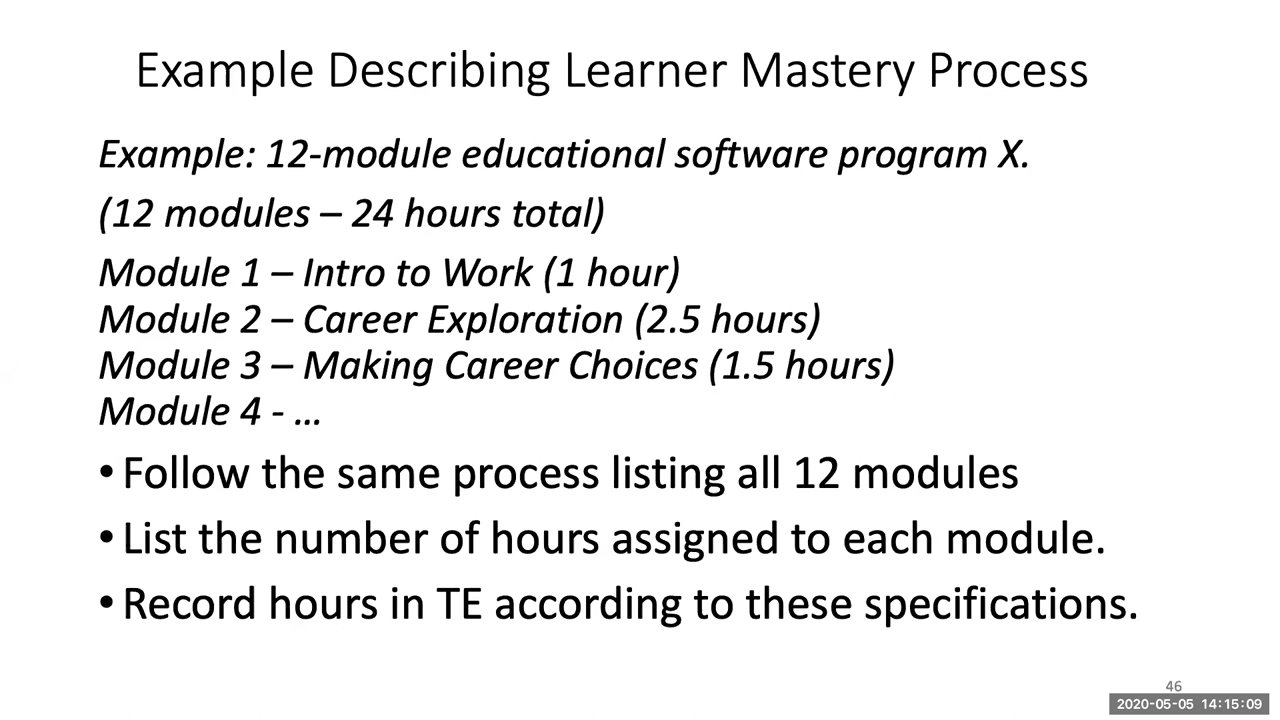 Example Describing Learner Mastery Process
Example: 12-module educational software program X.
(12 modules – 24 hours total)
Module 1 – Intro to Work (1 hour)
Module 2 – Career Exploration (2.5 hours)
Module 3 – Making Career Choices (1.5 hours)
Module 4 - …
• Follow the same process listing all 12 modules
• List the number of hours assigned to each module.
• Record hours in TE according to these specifications.
46
2020-05-05 14:15:09